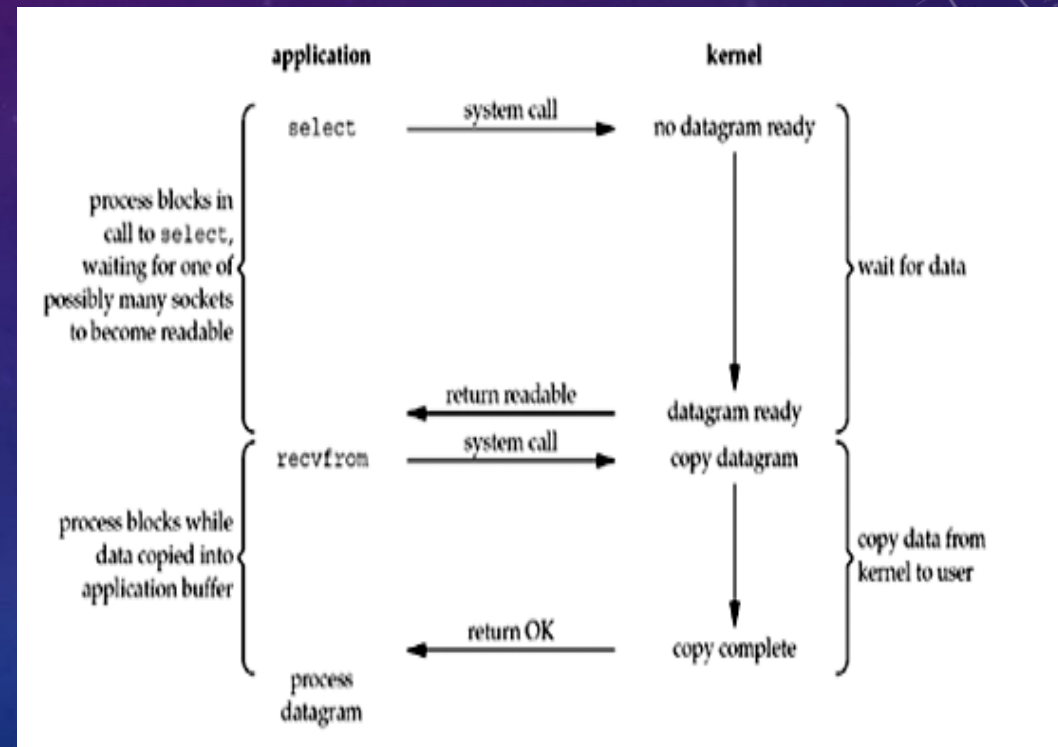 application
kernel
select
system call
no datagram ready
process blocks in
call to select,
waiting for one of
possibly many sockets
to become readable
wait for data
return readable
datagram ready
recvfrom
system call
copy datagram
process blocks while
data copied into
application buffer
copy data from
kernel to user
return OK
copy complete
process
datagram